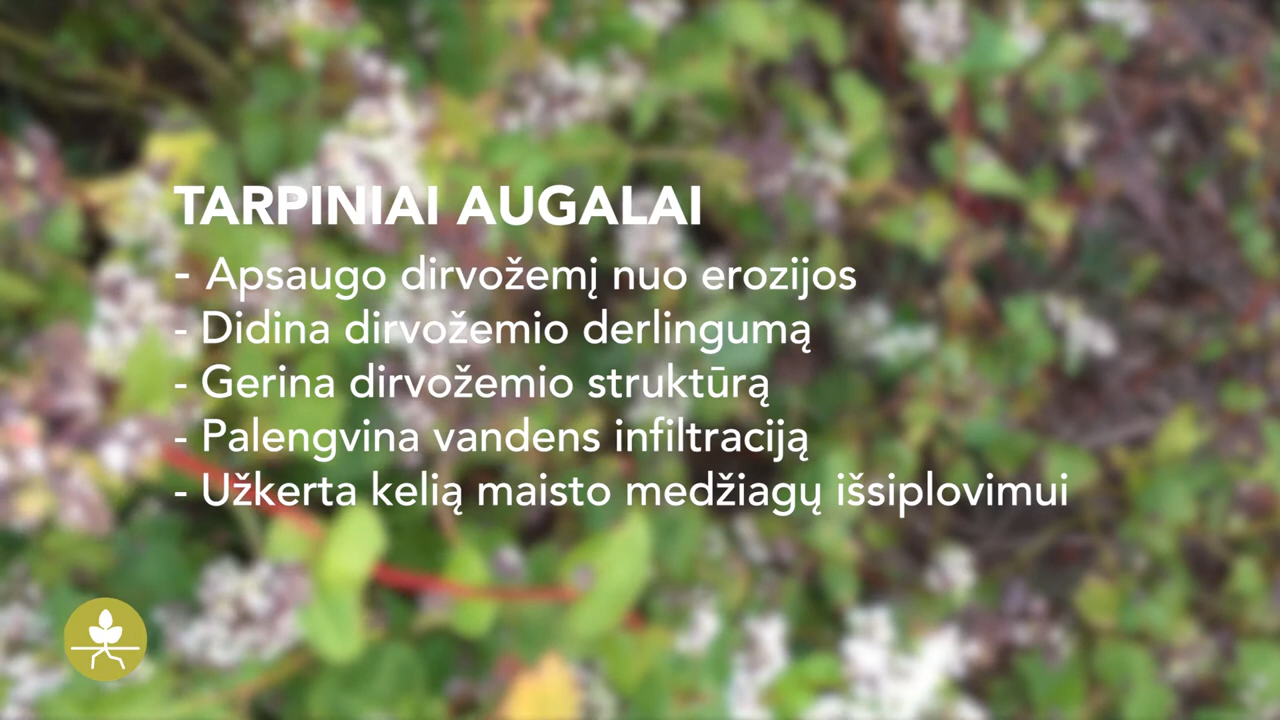 TARPINIAI AUGALAI
- Apsaugo dirvožemį nuo erozijos
- Didina dirvožemio derlingumą
- Gerina dirvožemio struktūrą
- Palengvina vandens infiltraciją
- Užkerta kelią maisto medžiagų išsiplovimui